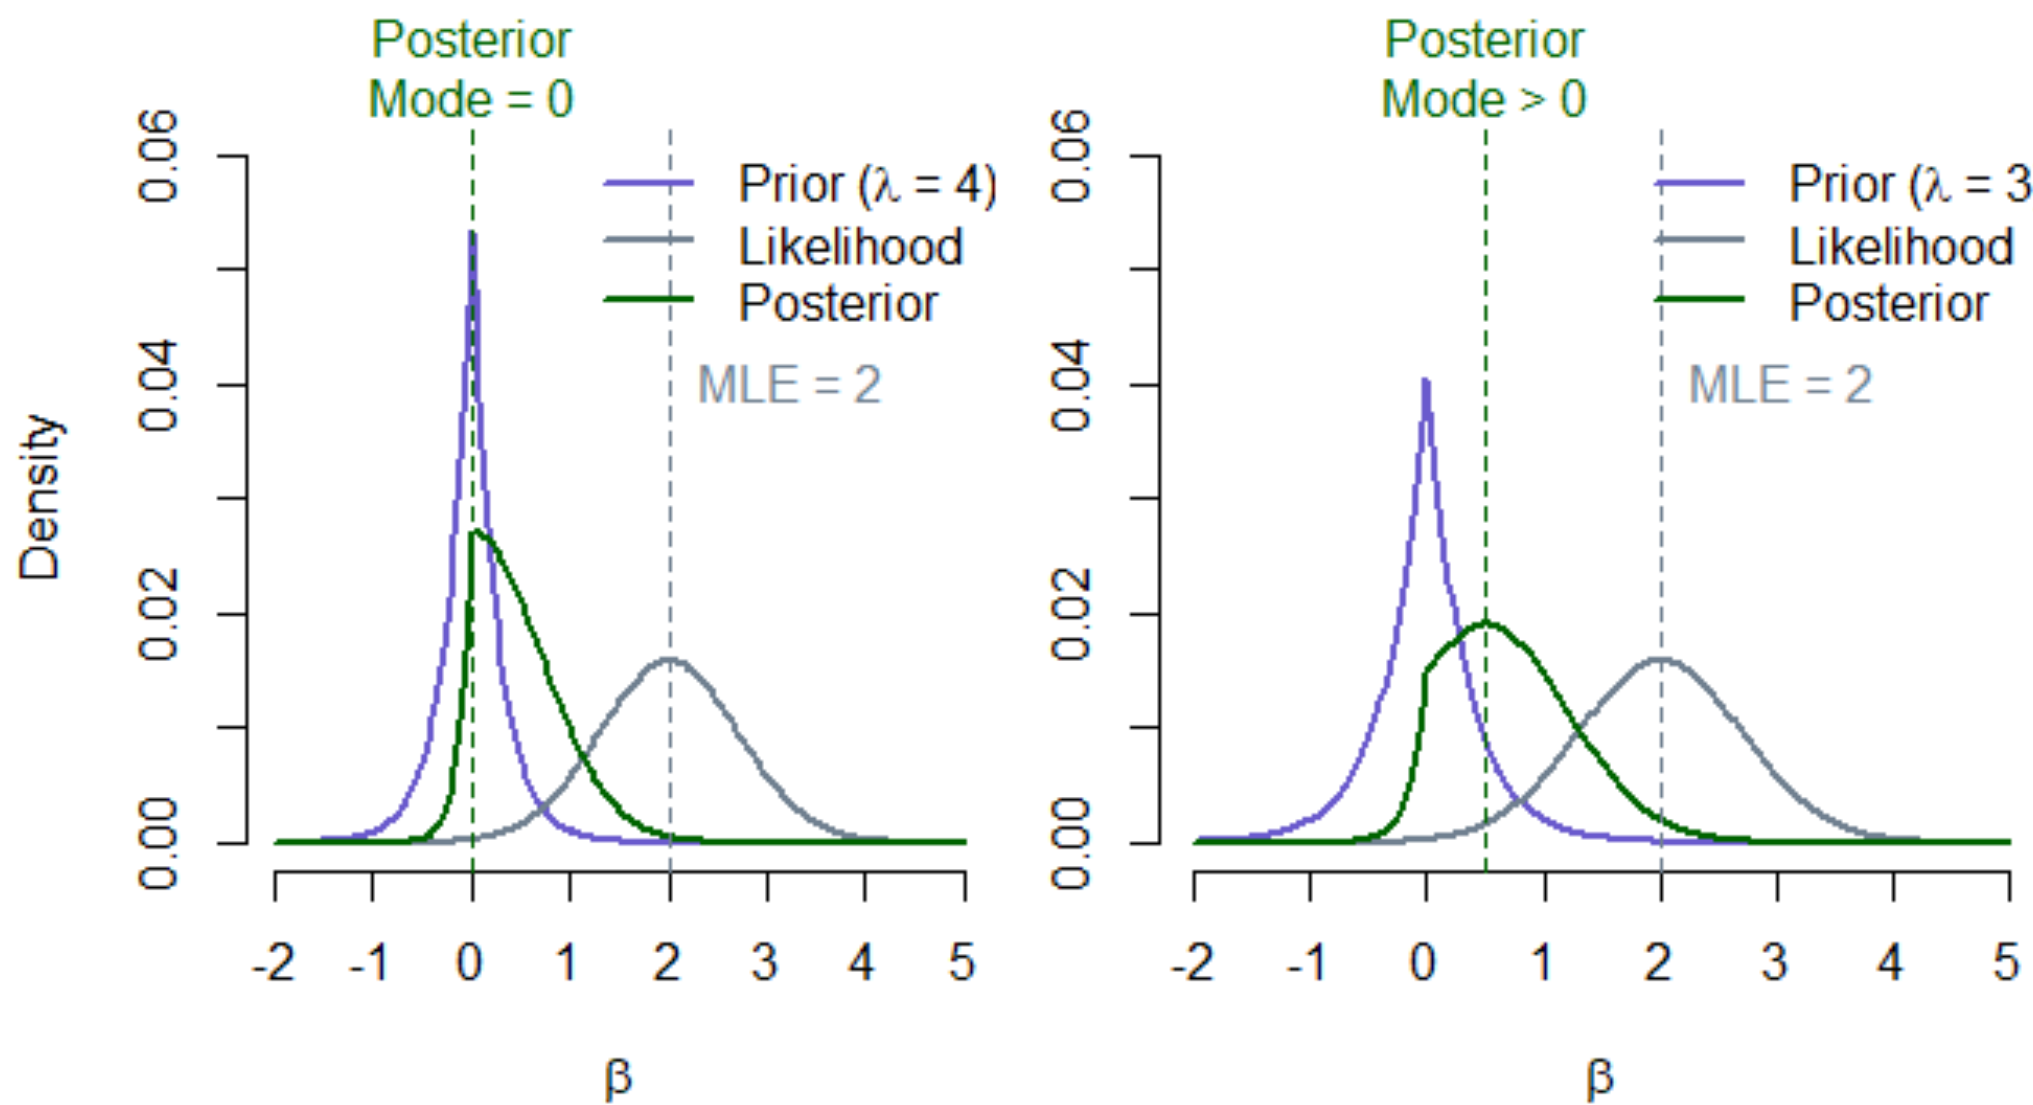 Posterior
Mode = 0
Prior (λ = 4)
Likelihood
Posterior
MLE = 2
0.06
0.04
0.02
0.00
Density
-2 -1 0 1 2 3 4 5
β
Posterior
Mode > 0
Prior (λ = 3
Likelihood
Posterior
MLE = 2
0.06
0.04
0.02
0.00
-2 -1 0 1 2 3 4 5
β